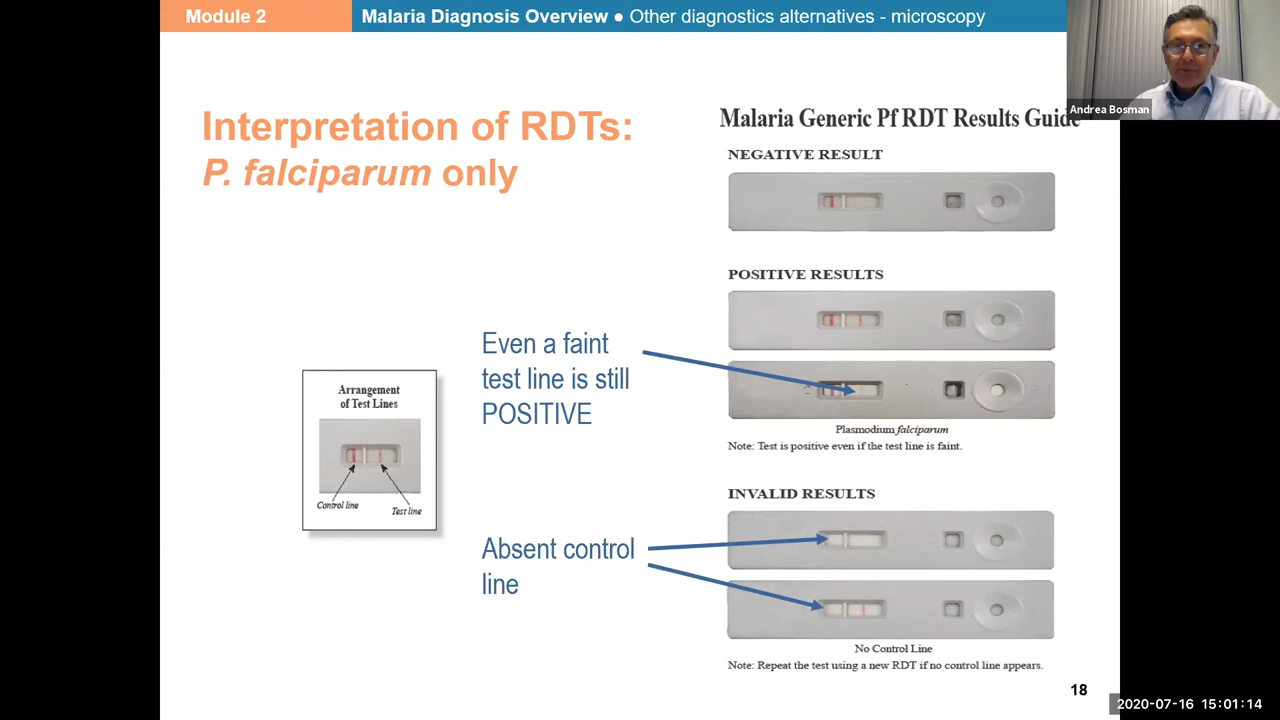 Module 2
Malaria Diagnosis Overview ● Other diagnostics alternatives - microscopy
Andrea Bosman
Interpretation of RDTs:
P. falciparum only
Malaria Generic Pf RDT Results Guide
NEGATIVE RESULT
POSITIVE RESULTS
Even a faint
test line is still
POSITIVE
Plasmodium falciparum
Note: Test is positive even if the test line is faint.
Arrangement
of Test Lines
Control line
Test line
INVALID RESULTS
Absent control
line
No Control Line
Note: Repeat the test using a new RDT if no control line appears.
18
2020-07-16 15:01:14